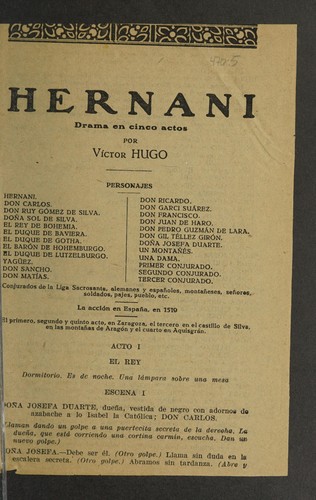 HERNANI
Drama en cinco actos
POR
VÍCTOR HUGO
PERSONAJES
HERNANI.
DON CARLOS.
DON RUY GÓMEZ DE SILVA.
DOÑA SOL DE SILVA.
EL REY DE BOHEMIA.
EL DUQUE DE BAVIERA.
EL DUQUE DE GOTHA.
EL BARÓN DE HOHEMBURGO.
EL DUQUE DE LUTZELBURGO.
YAGÜEZ.
DON SANCHO.
DON MATÍAS.
DON RICARDO.
DON GARCI SUÁREZ.
DON FRANCISCO.
DON JUAN DE HARO.
DON PEDRO GUZMÁN DE LARA.
DON GIL TÉLLEZ GIRÓN.
DOÑA JOSEFA DUARTE.
UN MONTAÑÉS.
UNA DAMA.
PRIMER CONJURADO.
SEGUNDO CONJURADO.
TERCER CONJURADO.
Conjurados de la Liga Sacrosanta, alemanes y españoles, montañeses, señores,
soldados, pajes, pueblo, etc.
La acción en España, en 1519
El primero, segundo y quinto acto, en Zaragoza, el tercero en el castillo de Silva,
en las montañas de Aragón y el cuarto en Aquisgrán.
ACTO I
EL REY
Dormitorio. Es de noche. Una lámpara sobre una mesa
ESCENA I
DOÑA JOSEFA DUARTE, dueña, vestida de negro con adornos de
azabache a lo Isabel la Católica; DON CARLOS.
Llaman dando un golpe a una puertecita secreta de la derecha. La
dueña, que está corriendo una cortina carmín, escucha. Dan un
nuevo golpe)
DOÑA JOSEFA.—Debe ser él. (Otro golpe.) Llama sin duda en la
escalera secreta. (Otro golpe.) Abramos sin tardanza. (Abre y